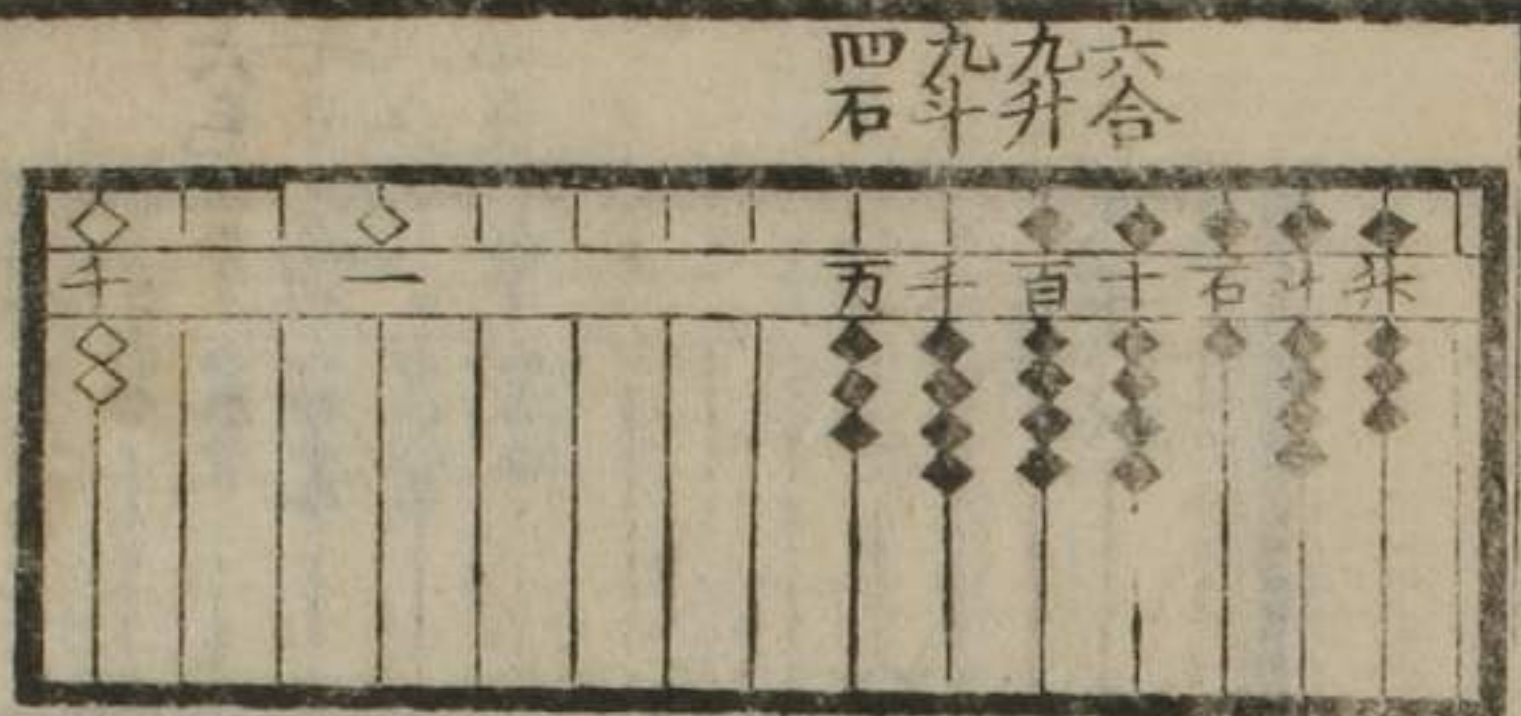 四石
九斗
九升
六合
千 一 万 千 百 十 石 斗 升